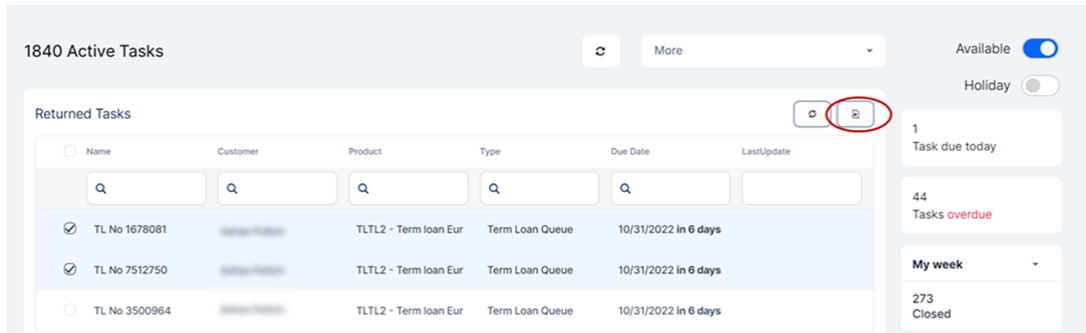 1840 Active Tasks
More
Available
Holiday
Returned Tasks
1
Task due today
Name Customer Product Type Due Date LastUpdate
44
Tasks overdue
TL No 1678081 TLTL2 - Term loan Eur Term Loan Queue 10/31/2022 in 6 days
TL No 7512750 TLTL2 - Term loan Eur Term Loan Queue 10/31/2022 in 6 days
My week
273
Closed
TL No 3500964 TLTL2 - Term loan Eur Term Loan Queue 10/31/2022 in 6 days